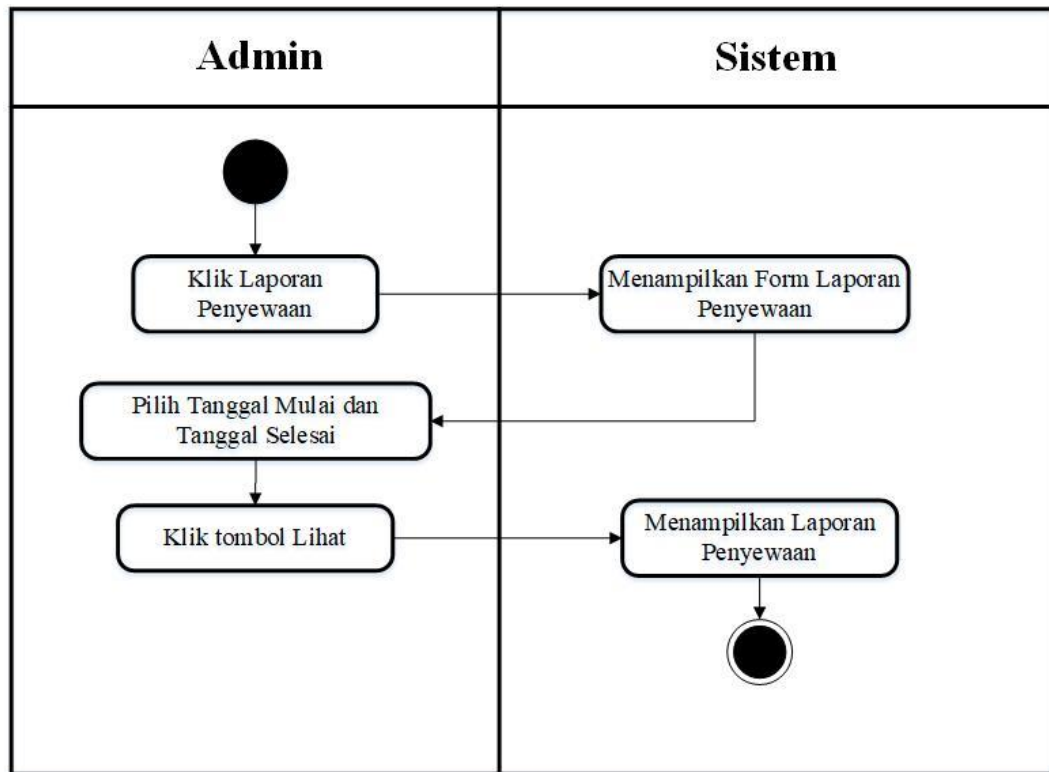 Admin
Sistem
Klik Laporan
Penyewaan
Menampilkan Form Laporan
Penyewaan
Pilih Tanggal Mulai dan
Tanggal Selesai
Klik tombol Lihat
Menampilkan Laporan
Penyewaan